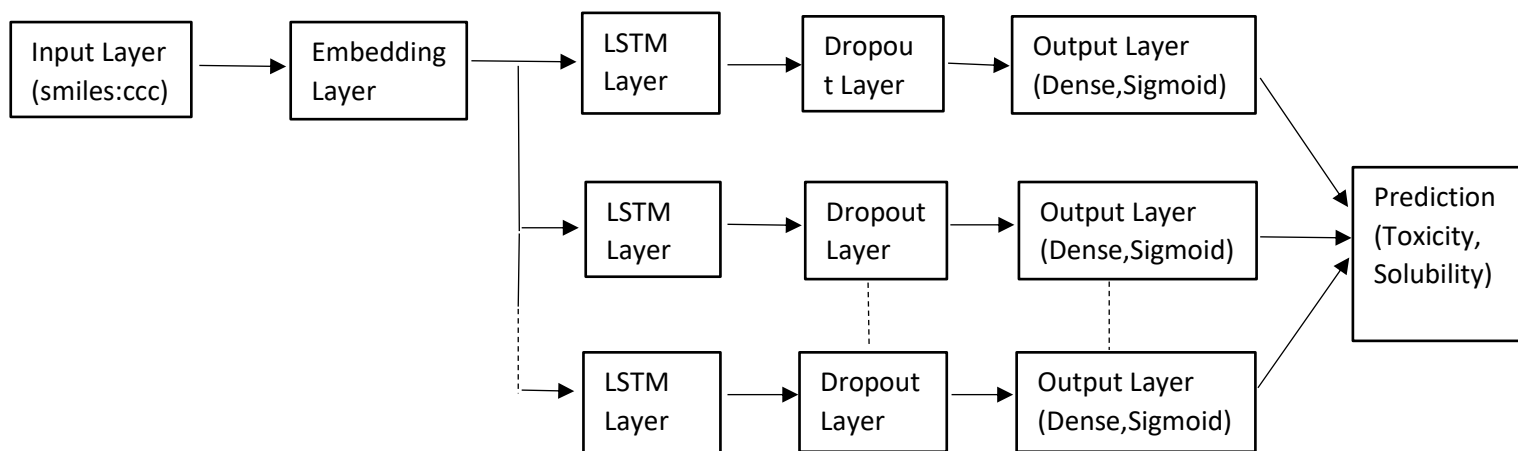 Input Layer
(smiles:ccc)
Embedding
Layer
LSTM
Layer
Dropou
t Layer
Output Layer
(Dense,Sigmoid)
LSTM
Layer
Dropout
Layer
Output Layer
(Dense,Sigmoid)
LSTM
Layer
Dropout
Layer
Output Layer
(Dense,Sigmoid)
Prediction
(Toxicity,
Solubility)